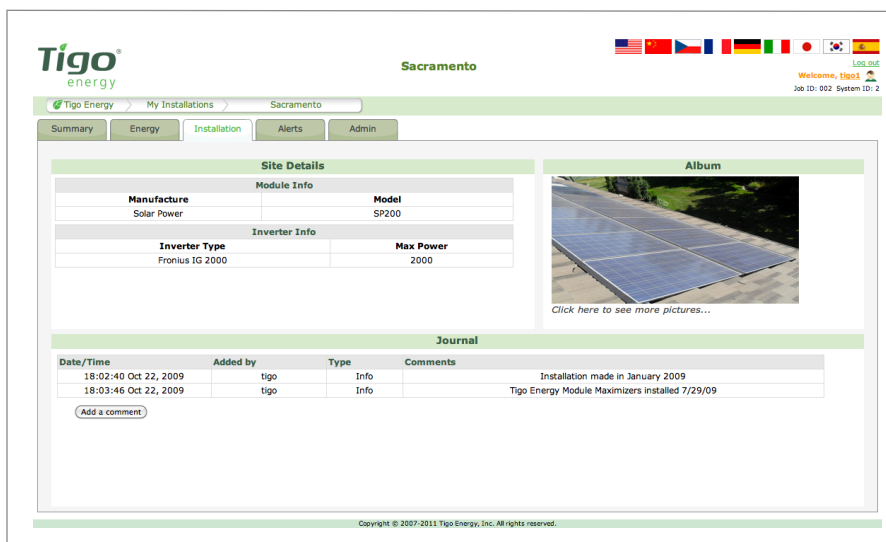 Tigo®
energy
Sacramento
Log out
Welcome, tigo1
Job ID: 002 System ID: 2
Tigo Energy My Installations Sacramento
Summary Energy Installation Alerts Admin
Site Details
Module Info
Manufacture Model
Solar Power SP200
Inverter Info
Inverter Type Max Power
Fronius IG 2000 2000
Album
Click here to see more pictures...
Journal
Date/Time Added by Type Comments
18:02:40 Oct 22, 2009 tigo Info Installation made in January 2009
18:03:46 Oct 22, 2009 tigo Info Tigo Energy Module Maximizers installed 7/29/09
Add a comment
Copyright © 2007-2011 Tigo Energy, Inc. All rights reserved.